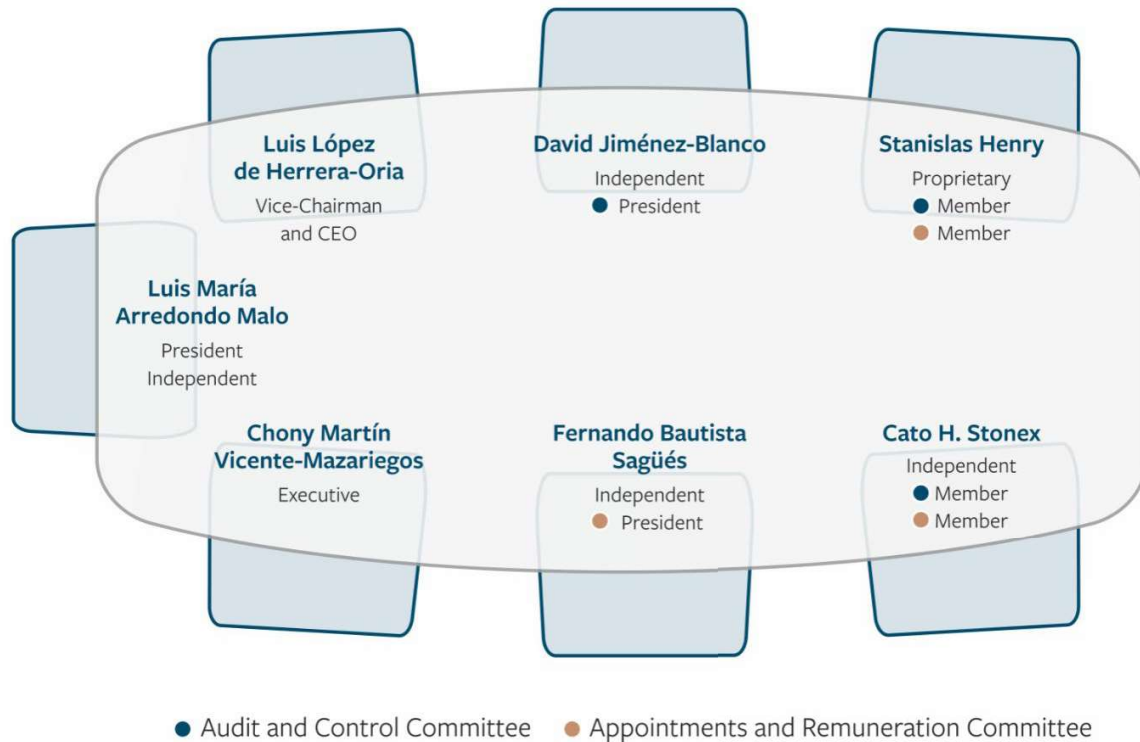 Luis López
de Herrera-Oria
Vice-Chairman
and CEO
David Jiménez-Blanco
Independent
President
Stanislas Henry
Proprietary
Member
Member
Luis María
Arredondo Malo
President
Independent
Chony Martín
Vicente-Mazariegos
Executive
Fernando Bautista
Sagüés
Independent
President
Cato H. Stonex
Independent
Member
Member
Audit and Control Committee
Appointments and Remuneration Committee